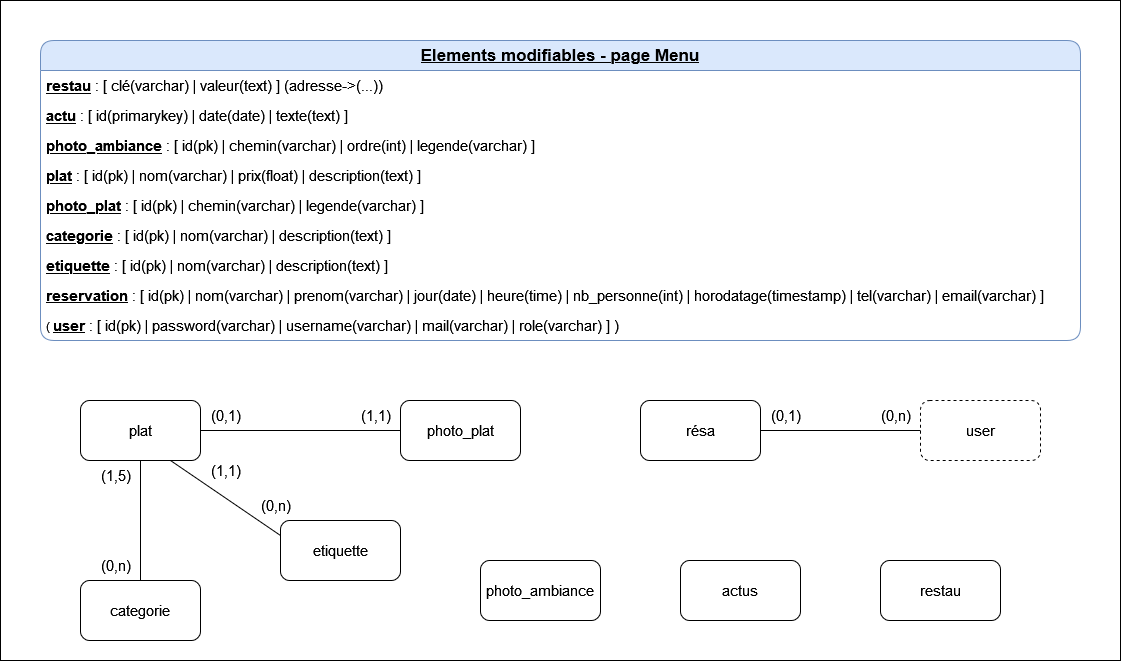 Elements modifiables - page Menu
restau : [ clé(varchar) | valeur(text) ] (adresse->(...))
actu : [ id(primarykey) | date(date) | texte(text) ]
photo_ambiance : [ id(pk) | chemin(varchar) | ordre(int) | legende(varchar) ]
plat : [ id(pk) | nom(varchar) | prix(float) | description(text) ]
photo_plat : [ id(pk) | chemin(varchar) | legende(varchar) ]
categorie : [ id(pk) | nom(varchar) | description(text) ]
etiquette : [ id(pk) | nom(varchar) | description(text) ]
reservation : [ id(pk) | nom(varchar) | prenom(varchar) | jour(date) | heure(time) | nb_personne(int) | horodatage(timestamp) | tel(varchar) | email(varchar) ]
( user : [ id(pk) | password(varchar) | username(varchar) | mail(varchar) | role(varchar) ] )
plat
(0,1)
(1,1)
photo_plat
résa
(0,1)
(0,n)
user
(1,5)
(1,1)
(0,n)
etiquette
(0,n)
categorie
photo_ambiance
actus
restau